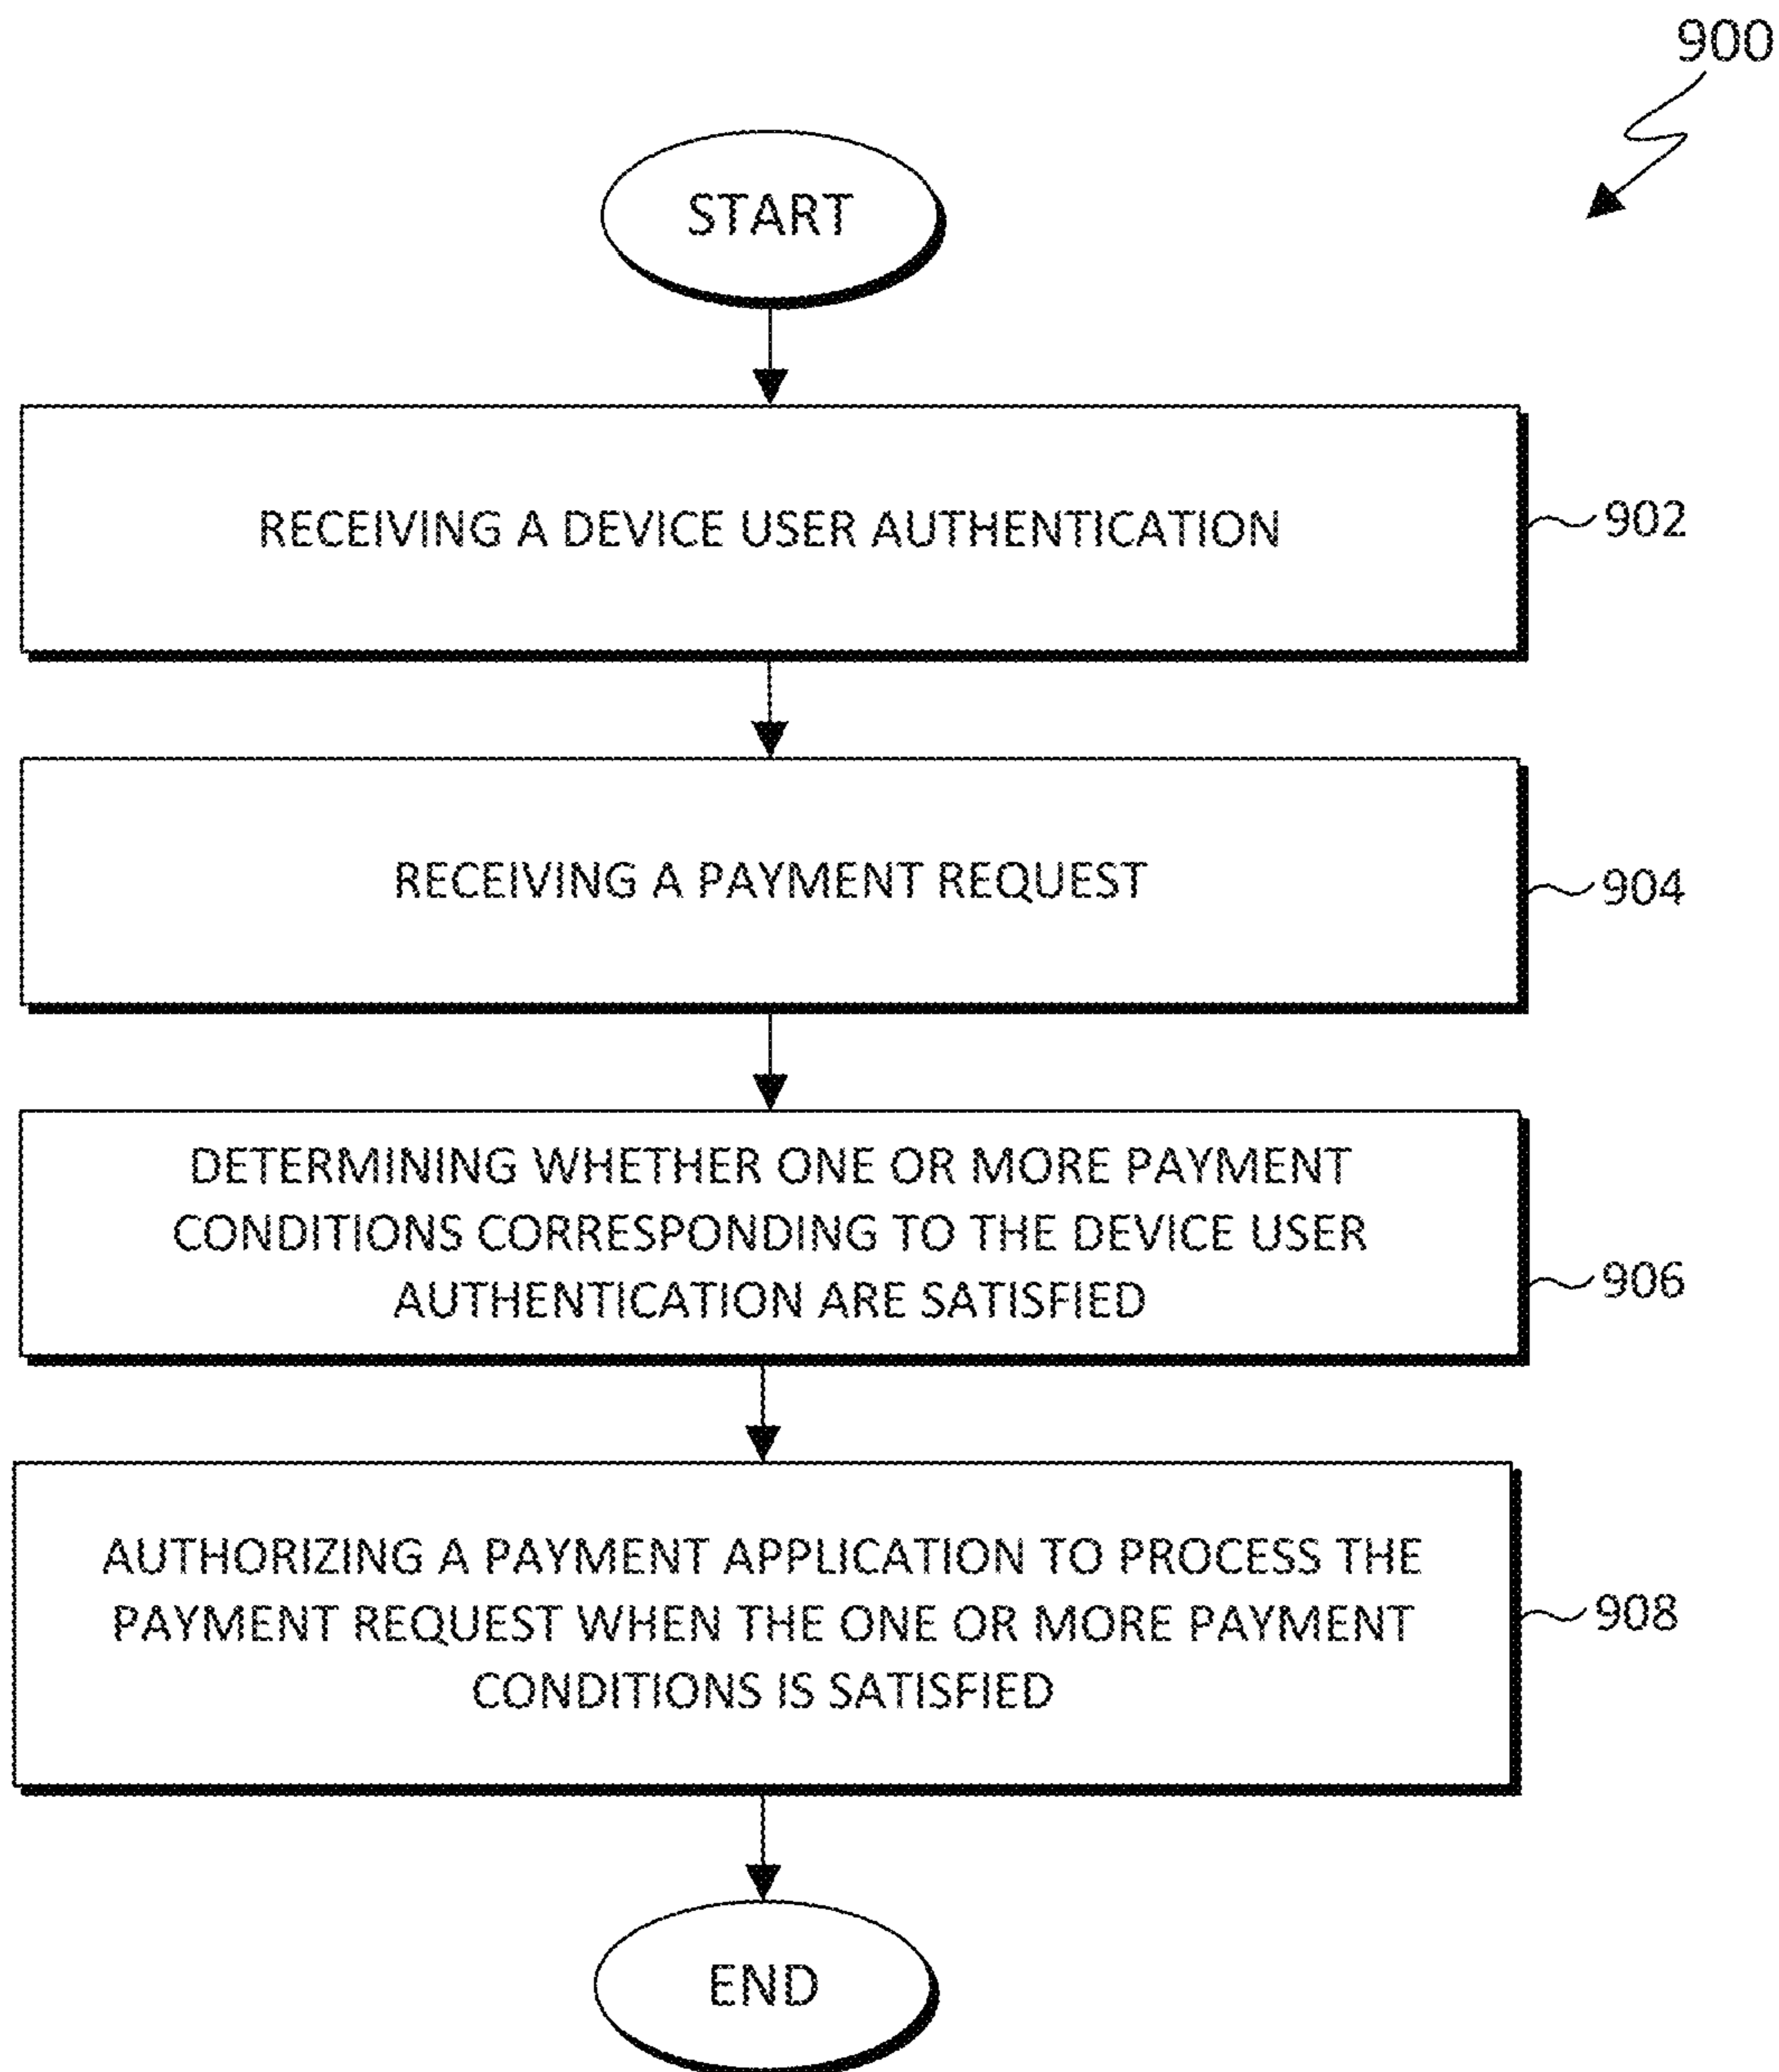 900
START
RECEIVING A DEVICE USER AUTHENTICATION
902
RECEIVING A PAYMENT REQUEST
904
DETERMINING WHETHER ONE OR MORE PAYMENT
CONDITIONS CORRESPONDING TO THE DEVICE USER
AUTHENTICATION ARE SATISFIED
906
AUTHORIZING A PAYMENT APPLICATION TO PROCESS THE
PAYMENT REQUEST WHEN THE ONE OR MORE PAYMENT
CONDITIONS IS SATISFIED
908
END